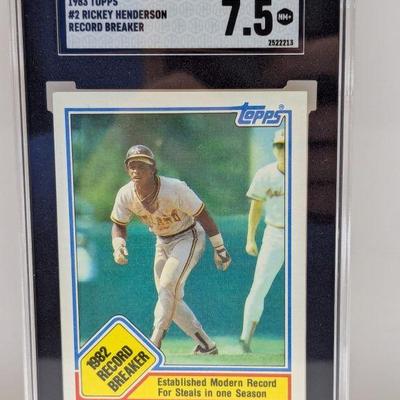 1983 TOPPS
#2 RICKEY HENDERSON
RECORD BREAKER
7.5
NM+
2522213
topps®
1982
RECORD
BREAKER
Established Modern Record
For Steals in one Season